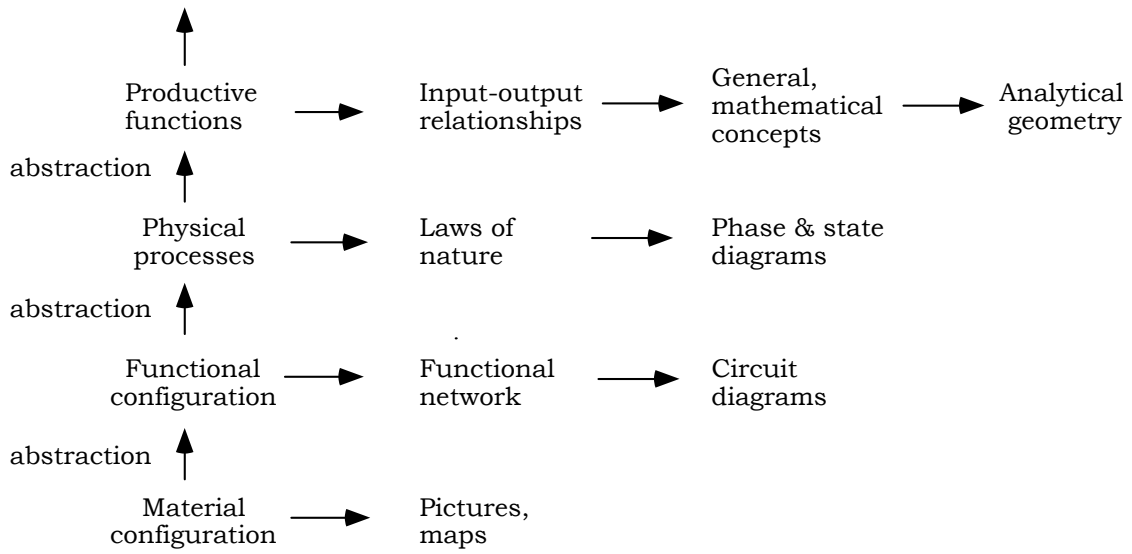 Productive
functions
Input-output
relationships
General,
mathematical
concepts
Analytical
geometry
abstraction
Physical
processes
Laws of
nature
Phase & state
diagrams
abstraction
Functional
configuration
Functional
network
Circuit
diagrams
abstraction
Material
configuration
Pictures,
maps